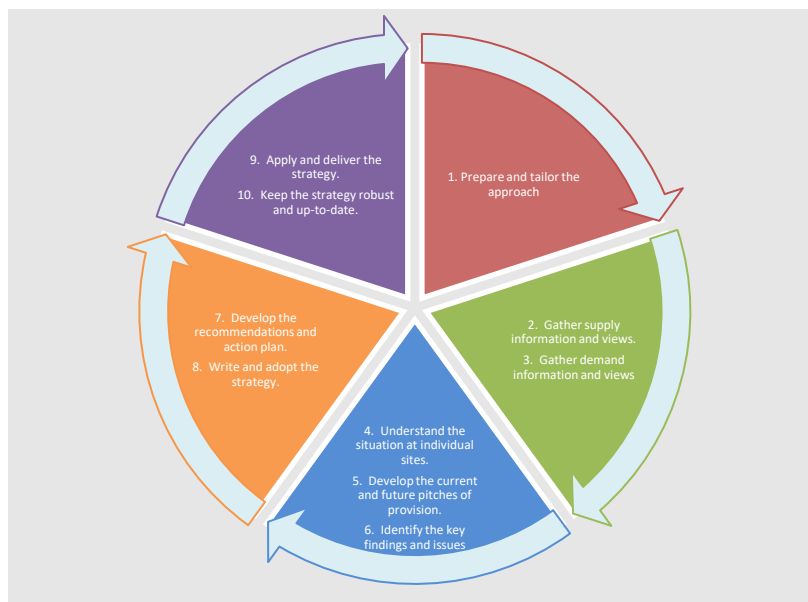 1. Prepare and tailor the
approach
2. Gather supply
information and views.
3. Gather demand
information and views
4. Understand the
situation at individual
sites.
5. Develop the current
and future pitches of
provision.
6. Identify the key
findings and issues
7. Develop the
recommendations and
action plan.
8. Write and adopt the
strategy.
9. Apply and deliver the
strategy.
10. Keep the strategy robust
and up-to-date.